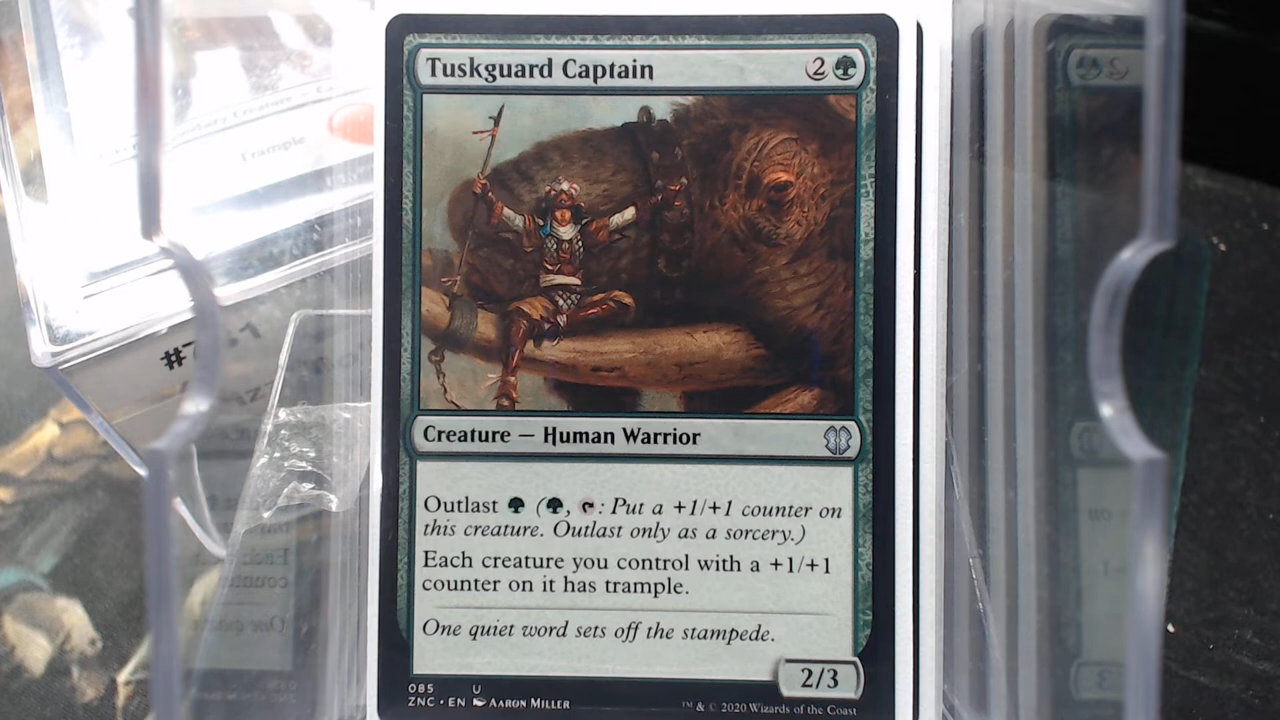 Tuskguard Captain 2
Creature — Human Warrior
Outlast (, : Put a +1/+1 counter on
this creature. Outlast only as a sorcery.)
Each creature you control with a +1/+1
counter on it has trample.
One quiet word sets off the stampede.
2/3
085 U
ZNC • EN AARON MILLER
™ & © 2020 Wizards of the Coast
Trample